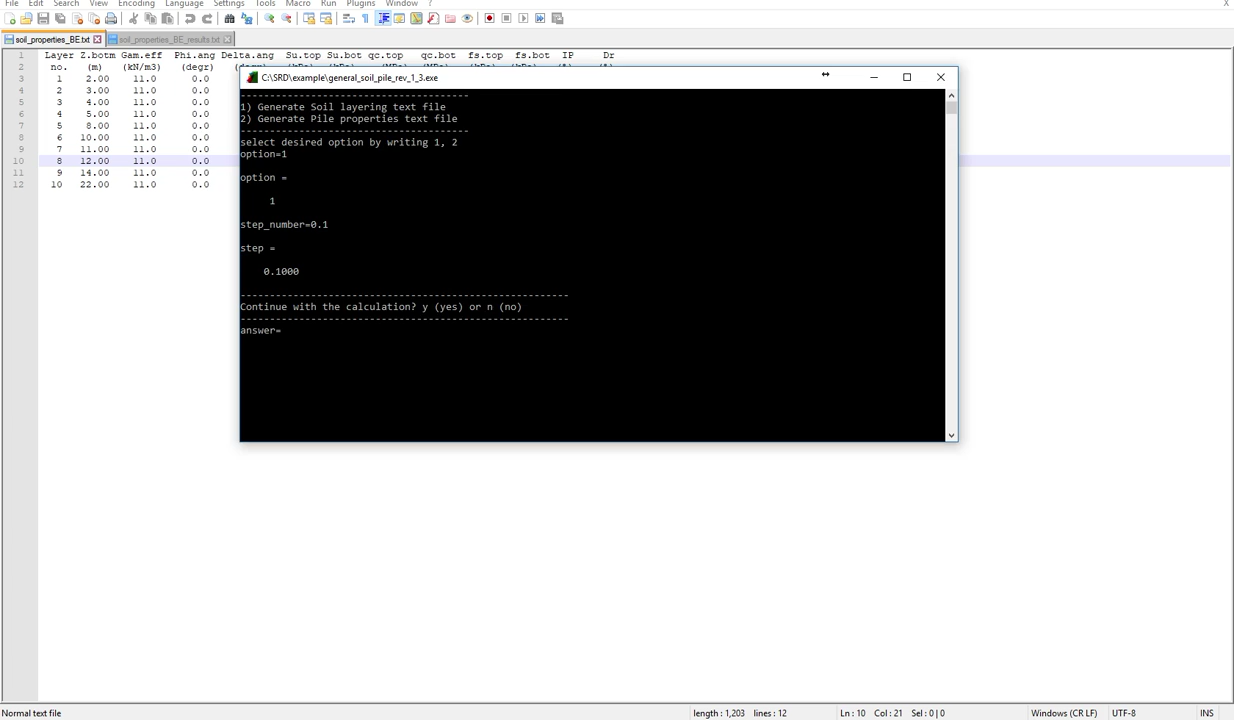 File Edit Search View Encoding Language Settings Tools Macro Run Plugins Window ? X
soil_properties_BE.txt soil_properties_BE_results.txt
1 Layer Z.botm Gam.eff Phi.ang Delta.ang Su.top Su.bot qc.top qc.bot fs.top fs.bot IP Dr
2 no. (m) (kN/m3) (degr)
3 1 2.00 11.0 0.0
4 2 3.00 11.0 0.0
5 3 4.00 11.0 0.0
6 4 5.00 11.0 0.0
7 5 8.00 11.0 0.0
8 6 10.00 11.0 0.0
9 7 11.00 11.0 0.0
10 8 12.00 11.0 0.0
11 9 14.00 11.0 0.0
12 10 22.00 11.0 0.0
C:\SRD\example\general_soil_pile_rev_1_3.exe
---------------------------------------
1) Generate Soil layering text file
2) Generate Pile properties text file
---------------------------------------
select desired option by writing 1, 2
option=1
option =
1
step_number=0.1
step =
0.1000
--------------------------------------------------------
Continue with the calculation? y (yes) or n (no)
--------------------------------------------------------
answer=
Normal text file length : 1,203 lines : 12 Ln : 10 Col : 21 Sel : 0 | 0 Windows (CR LF) UTF-8 INS